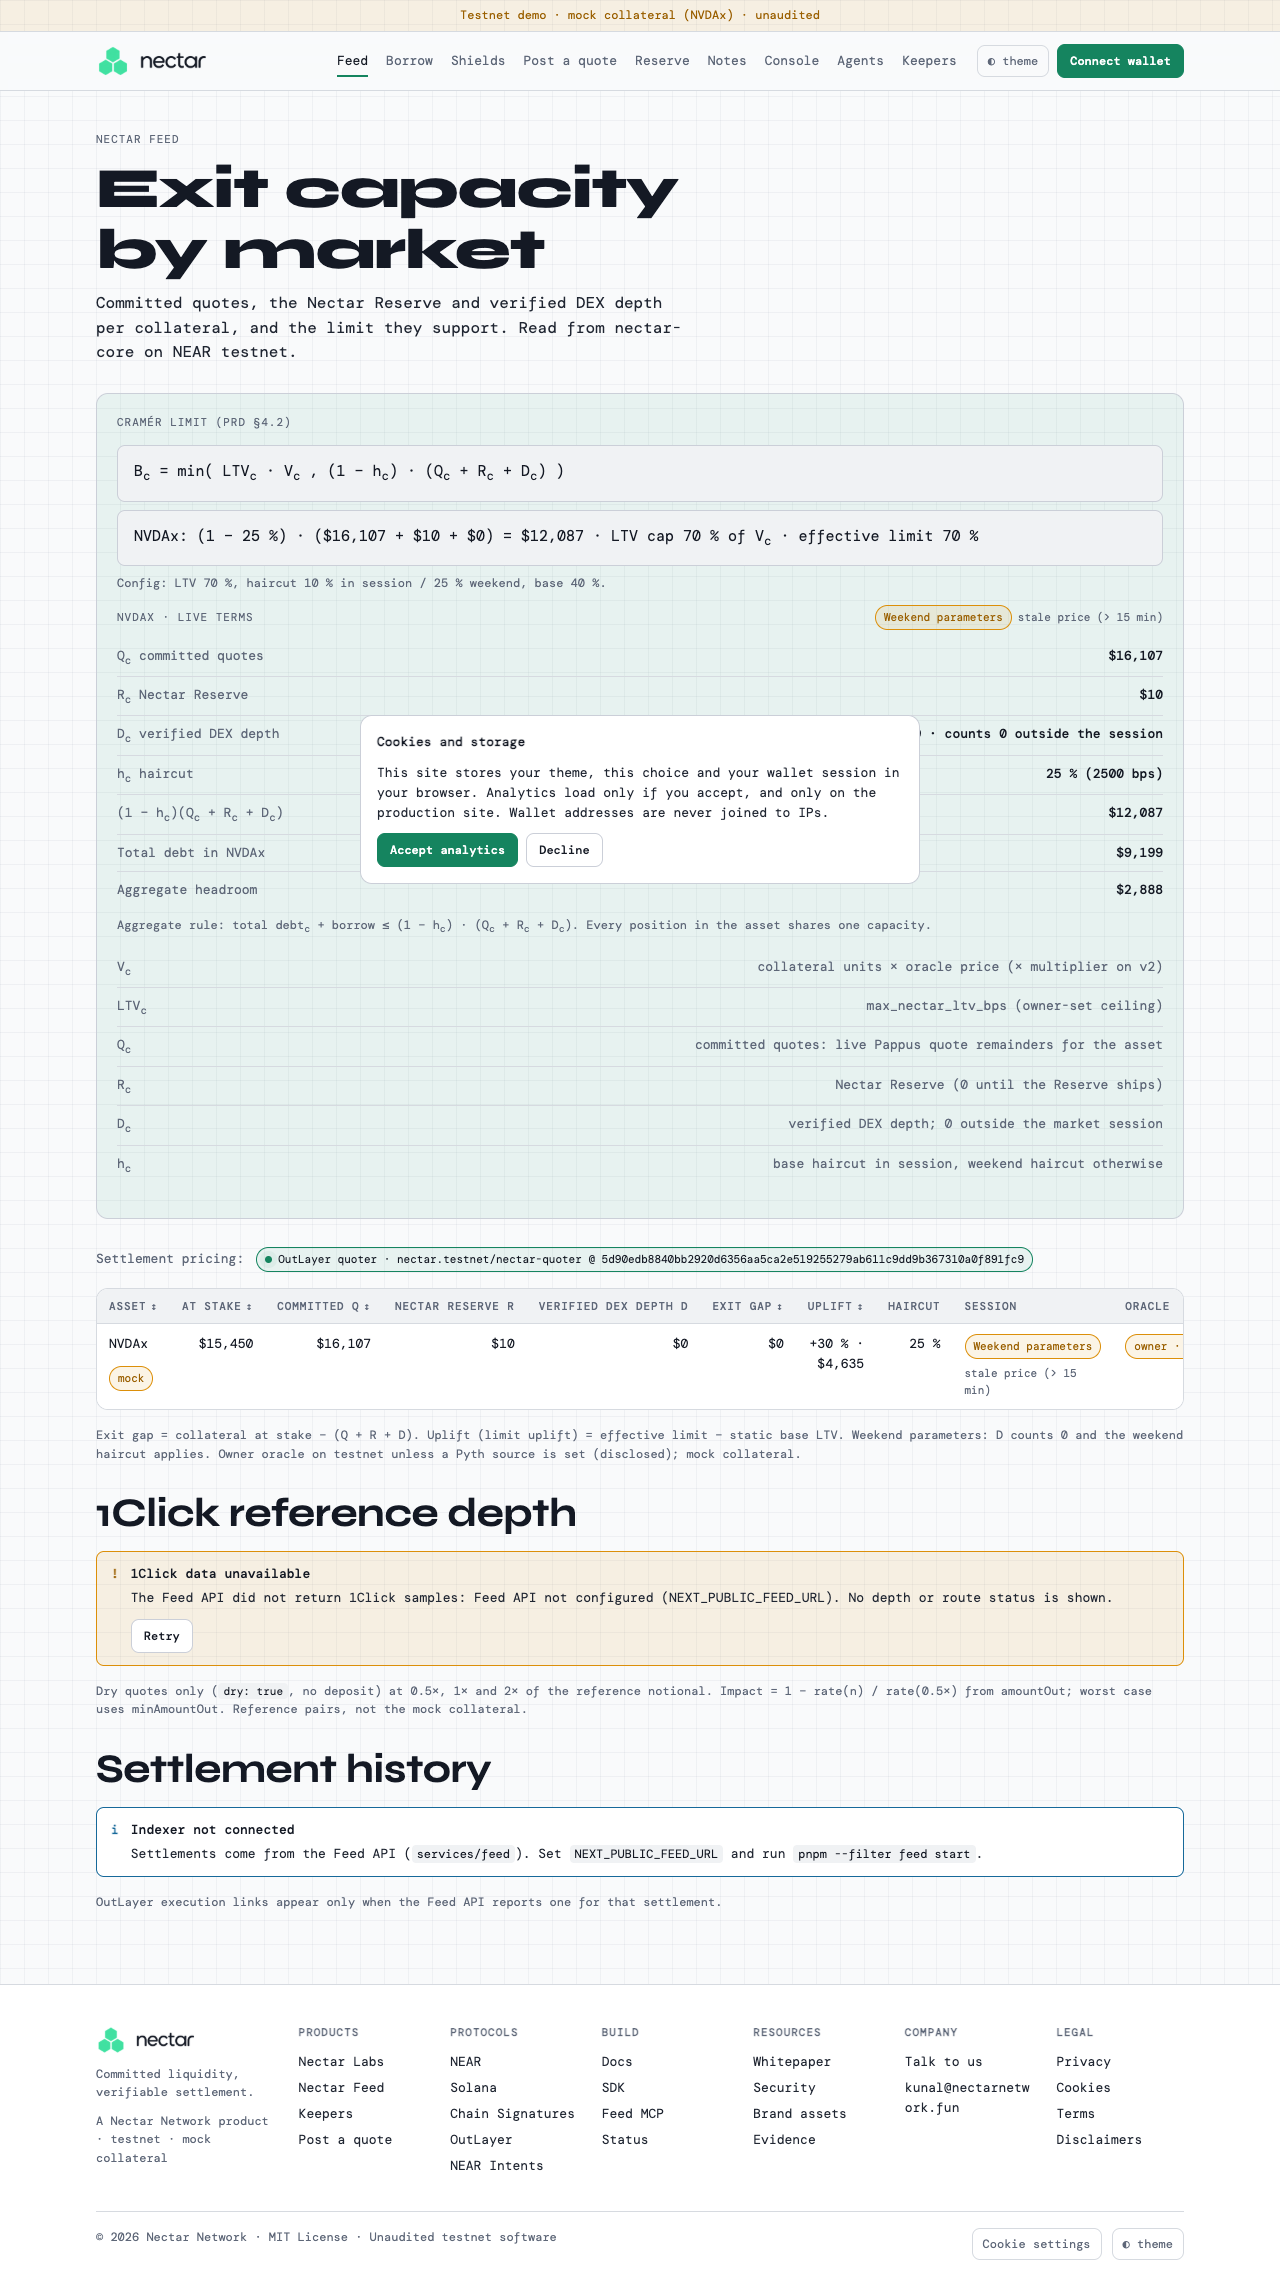 Testnet demo · mock collateral (NVDAx) · unaudited
nectar
Feed Borrow Shields Post a quote Reserve Notes Console Agents Keepers ◐ theme Connect wallet
NECTAR FEED
Exit capacity
by market
Committed quotes, the Nectar Reserve and verified DEX depth
per collateral, and the limit they support. Read from nectar-
core on NEAR testnet.
CRAMÉR LIMIT (PRD §4.2)
Bc = min( LTVc · Vc , (1 − hc) · (Qc + Rc + Dc) )
NVDAx: (1 − 25 %) · ($16,107 + $10 + $0) = $12,087 · LTV cap 70 % of Vc · effective limit 70 %
Config: LTV 70 %, haircut 10 % in session / 25 % weekend, base 40 %.
NVDAX · LIVE TERMS Weekend parameters stale price (> 15 min)
Qc committed quotes $16,107
Rc Nectar Reserve $10
Dc verified DEX depth · counts 0 outside the session
hc haircut 25 % (2500 bps)
(1 − hc)(Qc + Rc + Dc) $12,087
Total debt in NVDAx $9,199
Aggregate headroom $2,888
Cookies and storage
This site stores your theme, this choice and your wallet session in
your browser. Analytics load only if you accept, and only on the
production site. Wallet addresses are never joined to IPs.
Accept analytics Decline
Aggregate rule: total debtc + borrow ≤ (1 − hc) · (Qc + Rc + Dc). Every position in the asset shares one capacity.
Vc collateral units × oracle price (× multiplier on v2)
LTVc max_nectar_ltv_bps (owner-set ceiling)
Qc committed quotes: live Pappus quote remainders for the asset
Rc Nectar Reserve (0 until the Reserve ships)
Dc verified DEX depth; 0 outside the market session
hc base haircut in session, weekend haircut otherwise
Settlement pricing: OutLayer quoter · nectar.testnet/nectar-quoter @ 5d90edb8840bb2920d6356aa5ca2e519255279ab611c9dd9b367310a0f891fc9
ASSET ↕ AT STAKE ↕ COMMITTED Q ↕ NECTAR RESERVE R VERIFIED DEX DEPTH D EXIT GAP ↕ UPLIFT ↕ HAIRCUT SESSION ORACLE
NVDAx $15,450 $16,107 $10 $0 $0 +30 % · 25 % Weekend parameters owner ·
$4,635
mock stale price (> 15
min)
Exit gap = collateral at stake − (Q + R + D). Uplift (limit uplift) = effective limit − static base LTV. Weekend parameters: D counts 0 and the weekend
haircut applies. Owner oracle on testnet unless a Pyth source is set (disclosed); mock collateral.
1Click reference depth
! 1Click data unavailable
The Feed API did not return 1Click samples: Feed API not configured (NEXT_PUBLIC_FEED_URL). No depth or route status is shown.
Retry
Dry quotes only ( dry: true , no deposit) at 0.5×, 1× and 2× of the reference notional. Impact = 1 − rate(n) / rate(0.5×) from amountOut; worst case
uses minAmountOut. Reference pairs, not the mock collateral.
Settlement history
i Indexer not connected
Settlements come from the Feed API ( services/feed ). Set NEXT_PUBLIC_FEED_URL and run pnpm --filter feed start .
OutLayer execution links appear only when the Feed API reports one for that settlement.
nectar
Committed liquidity,
verifiable settlement.
A Nectar Network product
· testnet · mock
collateral
PRODUCTS
Nectar Labs
Nectar Feed
Keepers
Post a quote
PROTOCOLS
NEAR
Solana
Chain Signatures
OutLayer
NEAR Intents
BUILD
Docs
SDK
Feed MCP
Status
RESOURCES
Whitepaper
Security
Brand assets
Evidence
COMPANY
Talk to us
kunal@nectarnetw
ork.fun
LEGAL
Privacy
Cookies
Terms
Disclaimers
© 2026 Nectar Network · MIT License · Unaudited testnet software
Cookie settings ◐ theme